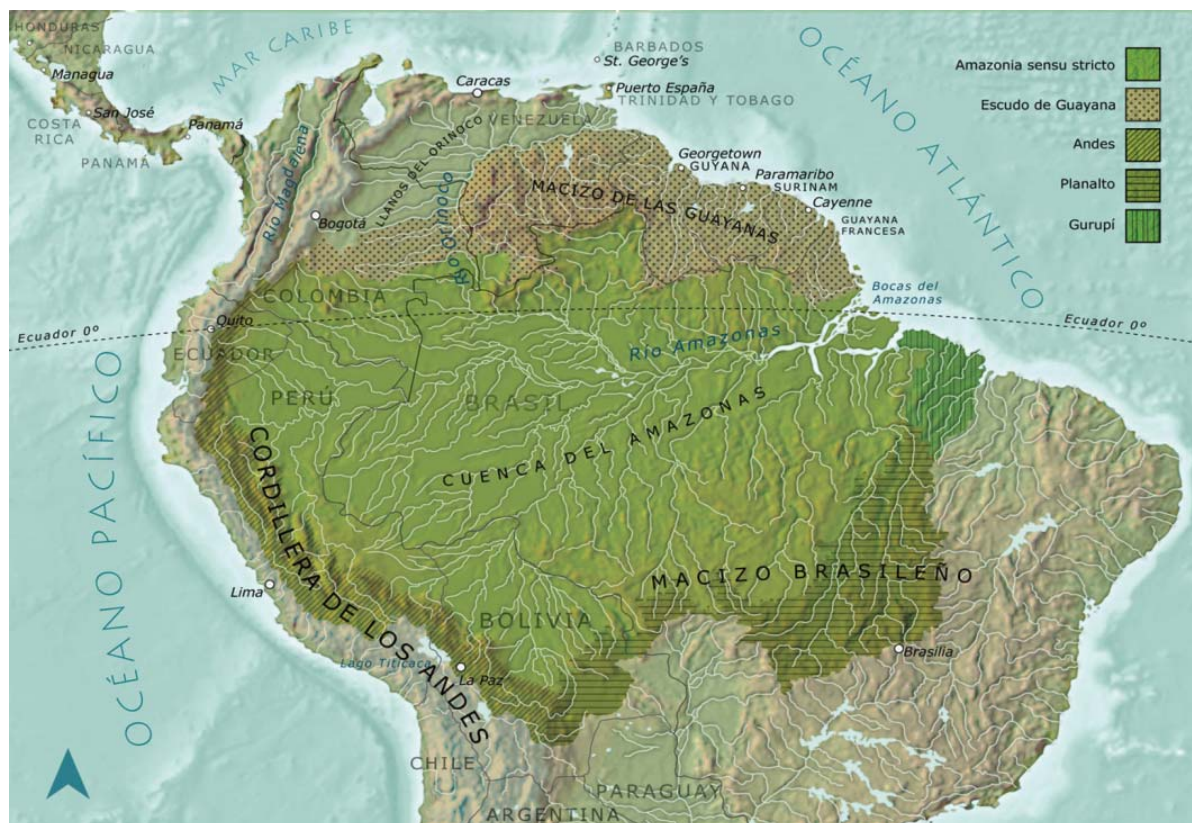 HONDURAS
NICARAGUA
Managua
San José
COSTA
RICA
Panamá
PANAMÁ
MAR CARIBE
BARBADOS
St. George's
Puerto España
TRINIDAD Y TOBAGO
Caracas
VENEZUELA
OCÉANO ATLÁNTICO
Amazonia sensu stricto
Escudo de Guayana
Andes
Planalto
Gurupí
Río Magdalena
LLANOS DEL ORINOCO
Río Orinoco
Bogotá
MACIZO DE LAS GUAYANAS
Georgetown
GUYANA
Paramaribo
SURINAM
Cayenne
GUAYANA
FRANCESA
COLOMBIA
Bocas del
Amazonas
Ecuador 0º
Quito
Ecuador 0º
ECUADOR
Río Amazonas
PERÚ
BRASIL
CUENCA DEL AMAZONAS
OCÉANO PACÍFICO
CORDILLERA DE LOS ANDES
MACIZO BRASILEÑO
Lima
BOLIVIA
Lago Titicaca
La Paz
Brasilia
CHILE
PARAGUAY
ARGENTINA